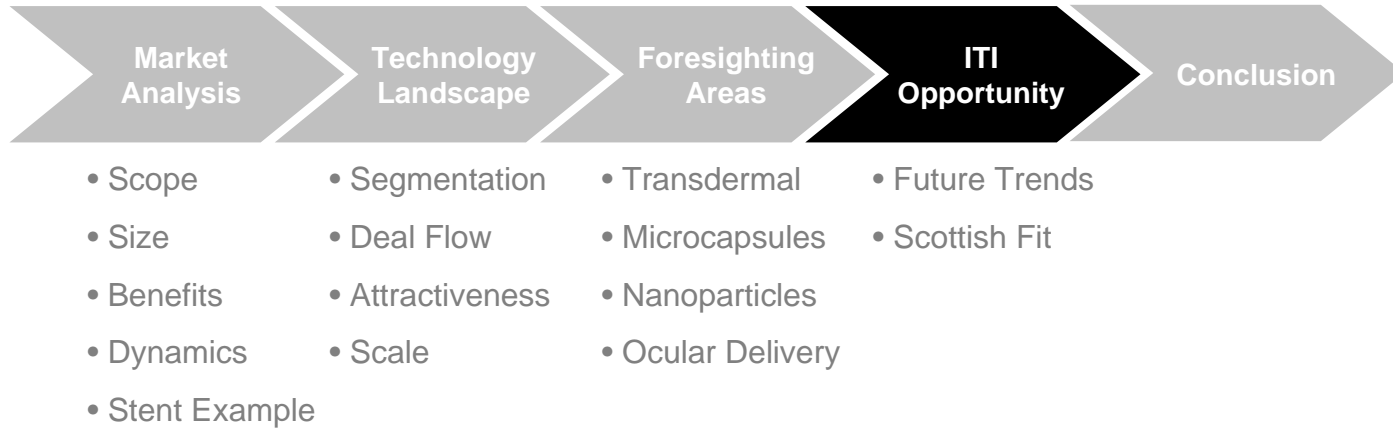 Market
Analysis
Technology
Landscape
Foresighting
Areas
ITI
Opportunity
Conclusion
• Scope
• Size
• Benefits
• Dynamics
• Stent Example
• Segmentation
• Deal Flow
• Attractiveness
• Scale
• Transdermal
• Microcapsules
• Nanoparticles
• Ocular Delivery
• Future Trends
• Scottish Fit